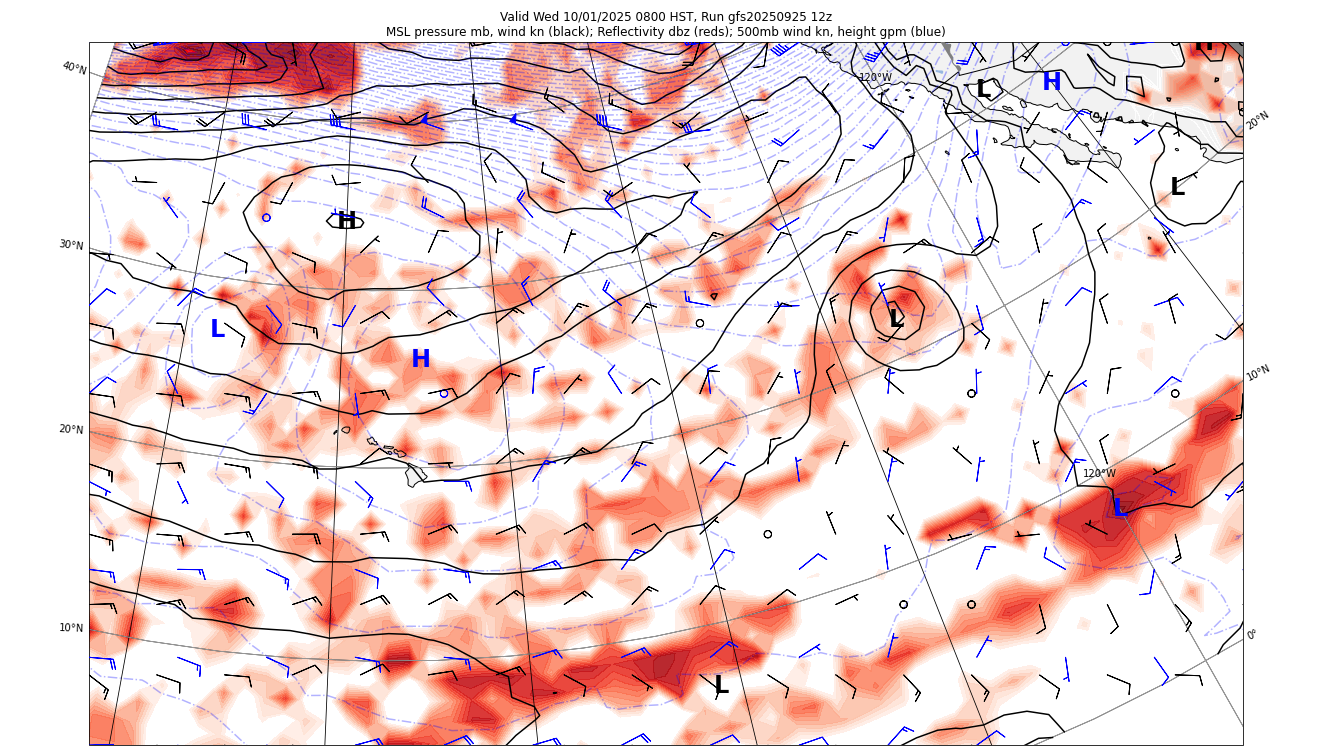 Valid Wed 10/01/2025 0800 HST, Run gfs20250925 12z
MSL pressure mb, wind kn (black); Reflectivity dbz (reds); 500mb wind kn, height gpm (blue)
H
40°N
120°W
L
H
20°N
L
H
30°N
L
L
H
10°N
20°N
120°W
L
10°N
0°
L